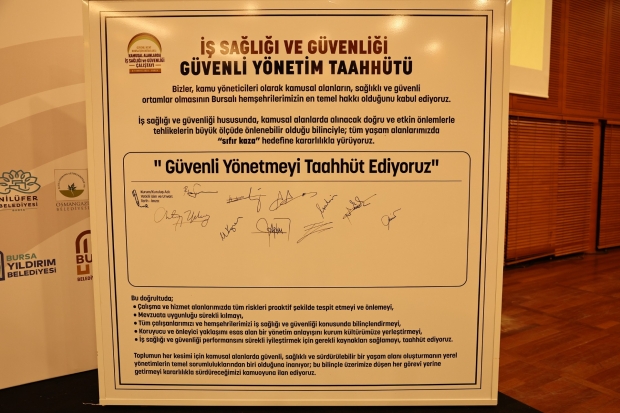 KAMUSAL ALANLARDA
İŞ SAĞLIĞI VE GÜVENLİĞİ
ÇALIŞTAYI
İŞ SAĞLIĞI VE GÜVENLİĞİ
GÜVENLİ YÖNETİM TAAHHÜTÜ
Bizler, kamu yöneticileri olarak kamusal alanların, sağlıklı ve güvenli
ortamlar olmasının Bursalı hemşehrilerimizin en temel hakkı olduğunu kabul ediyoruz.
İş sağlığı ve güvenliği hususunda, kamusal alanlarda alınacak doğru ve etkin önlemlerle
tehlikelerin büyük ölçüde önlenebilir olduğu bilinciyle; tüm yaşam alanlarımızda
"sıfır kaza" hedefine kararlılıkla yürüyoruz.
" Güvenli Yönetmeyi Taahhüt Ediyoruz"
Bu doğrultuda;
• Çalışma ve hizmet alanlarımızda tüm riskleri proaktif şekilde tespit etmeyi ve önlemeyi,
• Mevzuata uygunluğu sürekli kılmayı,
• Tüm çalışanlarımızı ve hemşehrilerimizi iş sağlığı ve güvenliği konusunda bilinçlendirmeyi,
• Koruyucu ve önleyici yaklaşımı esas alan bir yönetim anlayışını kurum kültürümüze yerleştirmeyi,
• İş sağlığı ve güvenliği performansını sürekli iyileştirmek için gerekli kaynakları sağlamayı, taahhüt ediyoruz.
Toplumun her kesimi için kamusal alanlarda güvenli, sağlıklı ve sürdürülebilir bir yaşam alanı oluşturmanın yerel
yönetimlerin temel sorumluluklarından biri olduğuna inanıyor; bu bilinçle üzerimize düşen her görevi yerine
getirmeyi kararlılıkla sürdüreceğimizi kamuoyuna ilan ediyoruz.
NİLÜFER
BELEDİYESİ
OSMANGAZİ
BELEDİYESİ
BURSA
YILDIRIM
BELEDİYESİ